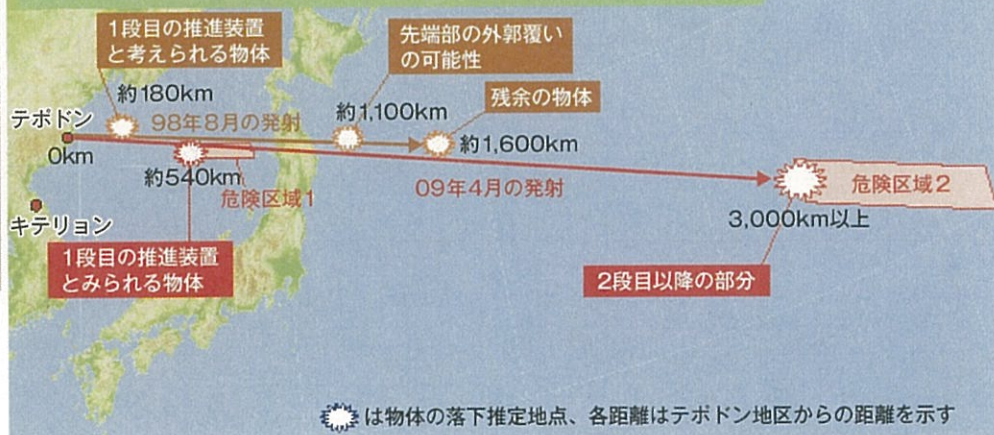 1段目の推進装置
と考えられる物体
先端部の外郭覆い
の可能性
残余の物体
約180km
約1,100km
テポドン
98年8月の発射
約1,600km
0km
約540km
危険区域1
09年4月の発射
危険区域2
キテリョン
3,000km以上
1段目の推進装置
とみられる物体
2段目以降の部分
は物体の落下推定地点、各距離はテポドン地区からの距離を示す